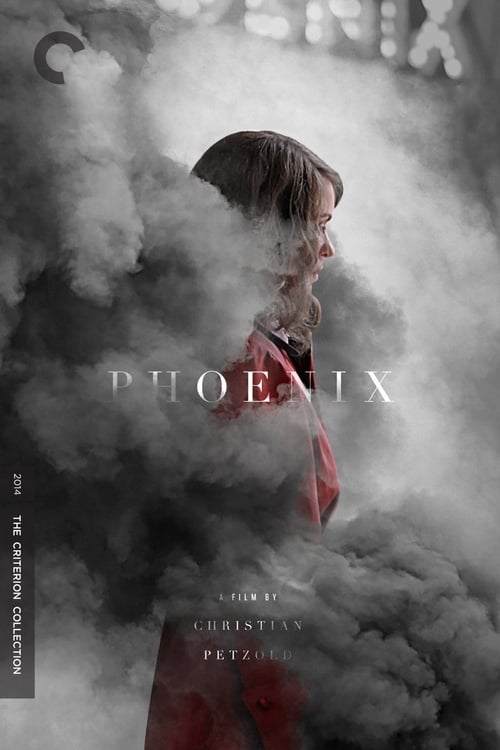 PHOENIX
2014 THE CRITERION COLLECTION
A FILM BY
CHRISTIAN
PETZOLD